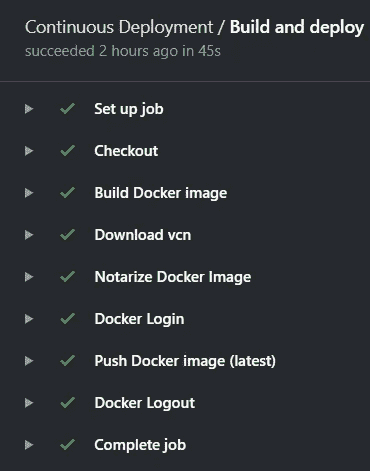 Continuous Deployment / Build and deploy
succeeded 2 hours ago in 45s
Set up job
Checkout
Build Docker image
Download vcn
Notarize Docker Image
Docker Login
Push Docker image (latest)
Docker Logout
Complete job